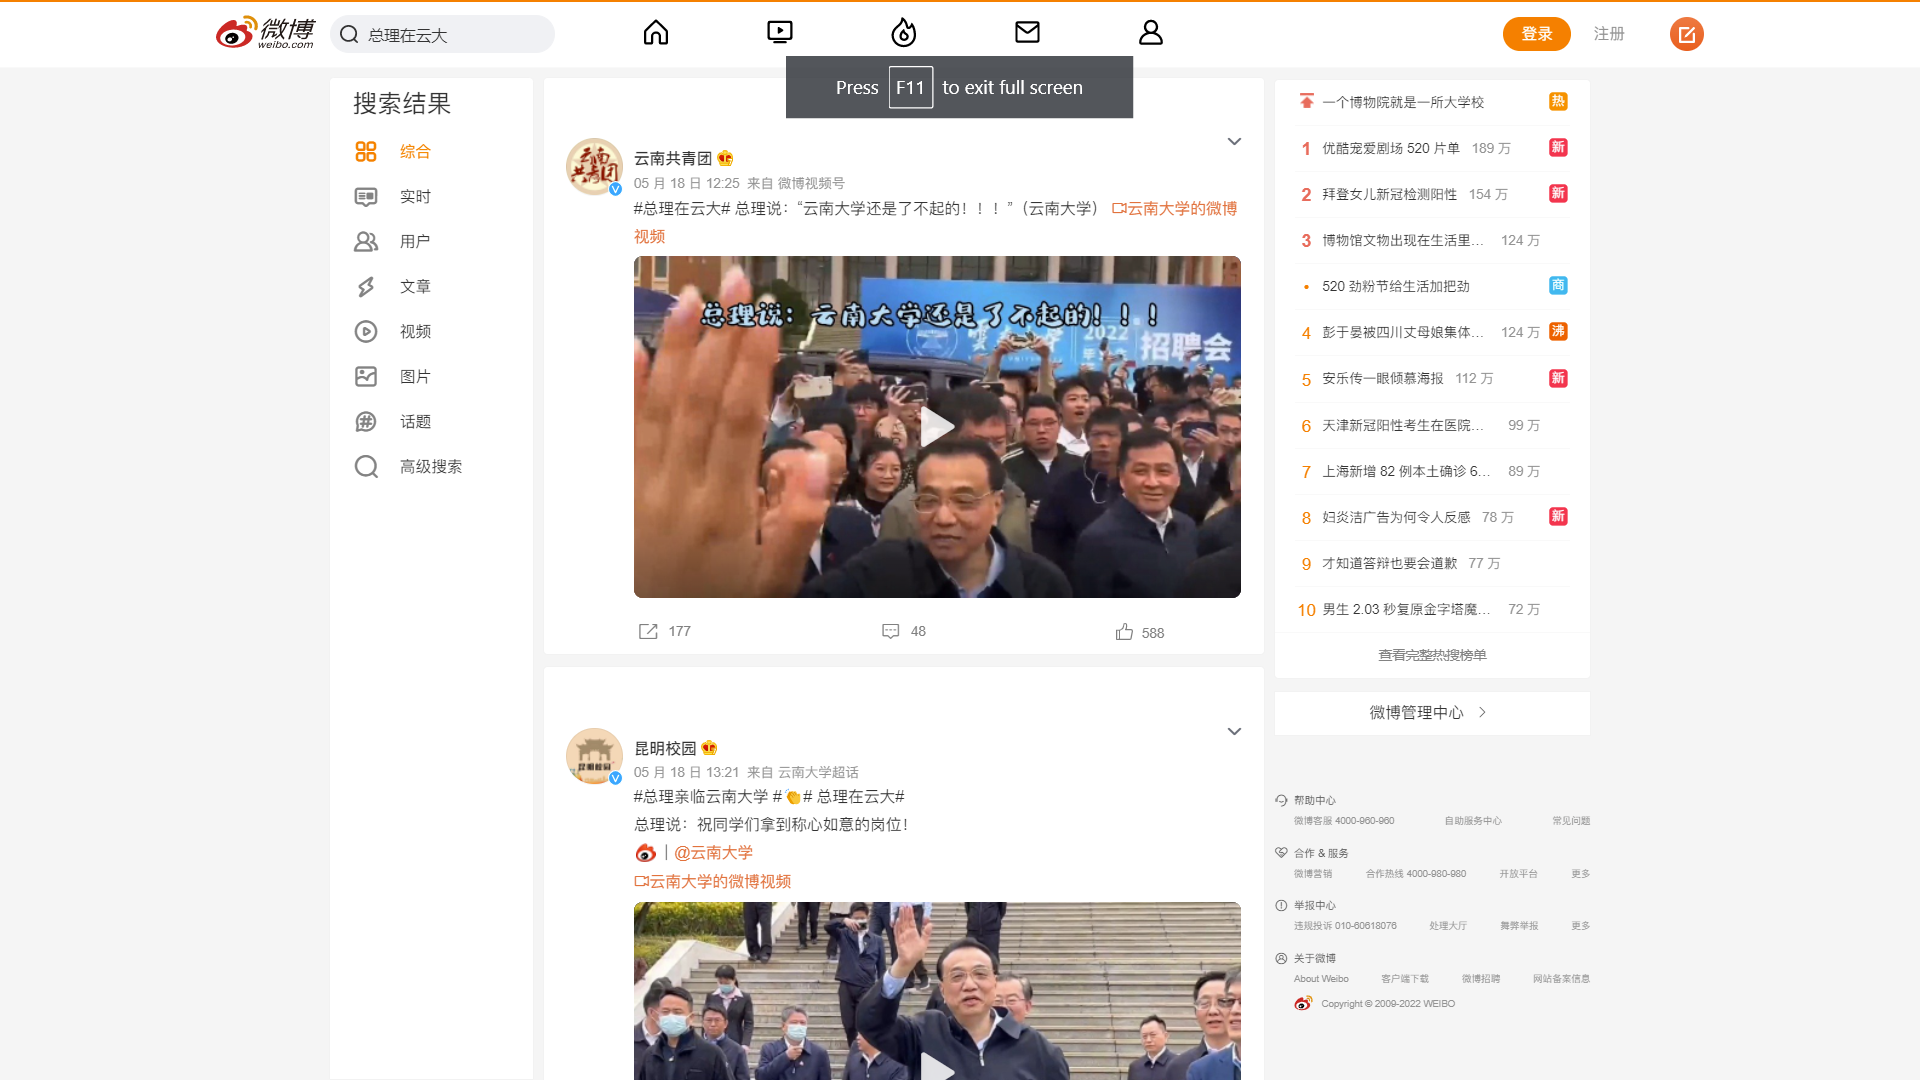 微博
weibo.com
总理在云大
登录
注册
Press F11 to exit full screen
搜索结果
综合
实时
用户
文章
视频
图片
话题
高级搜索
云南共青团
05 月 18 日 12:25 来自 微博视频号
#总理在云大# 总理说：“云南大学还是了不起的！！！”（云南大学） 云南大学的微博
视频
总理说：云南大学还是了不起的！！！
2022
招聘会
177
48
588
昆明校园
05 月 18 日 13:21 来自 云南大学超话
#总理亲临云南大学 #👏# 总理在云大#
总理说：祝同学们拿到称心如意的岗位！
| @云南大学
云南大学的微博视频
一个博物院就是一所大学校 热
1 优酷宠爱剧场 520 片单 189 万 新
2 拜登女儿新冠检测阳性 154 万 新
3 博物馆文物出现在生活里... 124 万
• 520 劲粉节给生活加把劲 商
4 彭于晏被四川丈母娘集体... 124 万 沸
5 安乐传一眼倾慕海报 112 万 新
6 天津新冠阳性考生在医院... 99 万
7 上海新增 82 例本土确诊 6... 89 万
8 妇炎洁广告为何令人反感 78 万 新
9 才知道答辩也要会道歉 77 万
10 男生 2.03 秒复原金字塔魔... 72 万
查看完整热搜榜单
微博管理中心
帮助中心
微博客服 4000-960-960 自助服务中心 常见问题
合作 & 服务
微博营销 合作热线 4000-980-980 开放平台 更多
举报中心
违规投诉 010-60618076 处理大厅 舞弊举报 更多
关于微博
About Weibo 客户端下载 微博招聘 网站备案信息
Copyright © 2009-2022 WEIBO